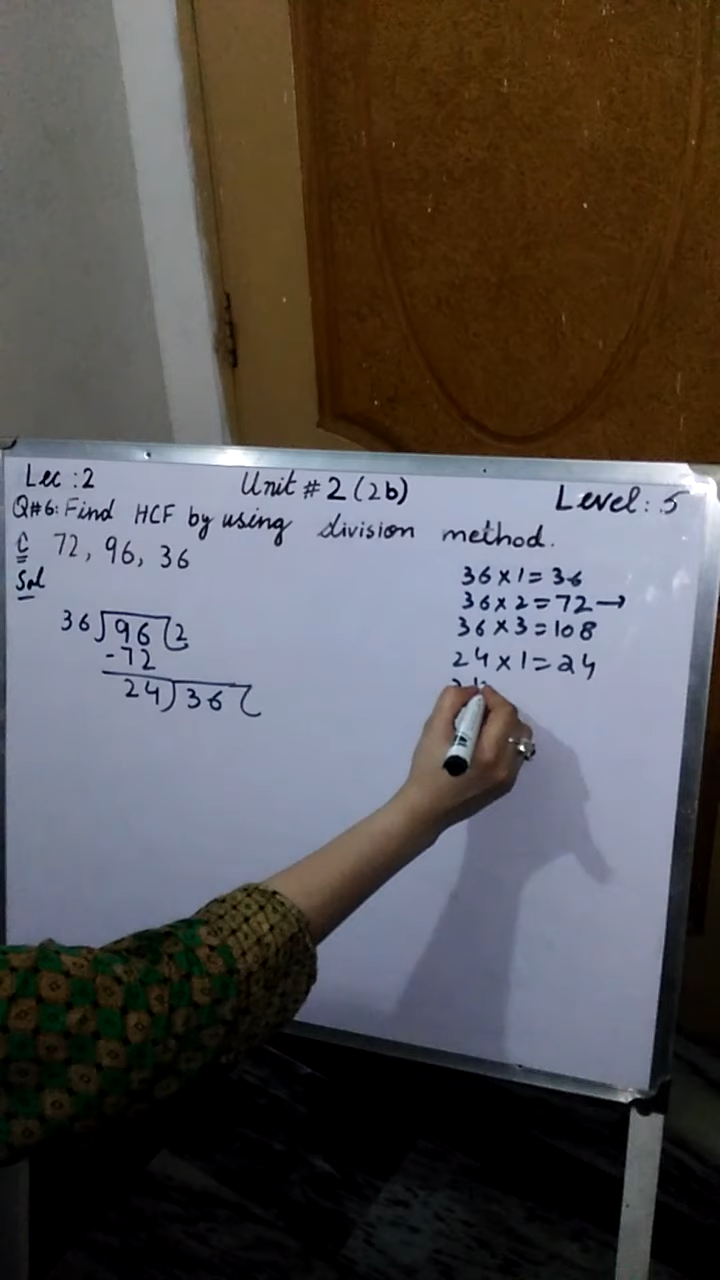 Lec : 2 Unit # 2 (2b) Level : 5
Q#6: Find HCF by using division method.
C 72, 96, 36
Sol
36)96(2
-72
24)36(
36 x 1 = 36
36 x 2 = 72 →
36 x 3 = 108
24 x 1 = 24